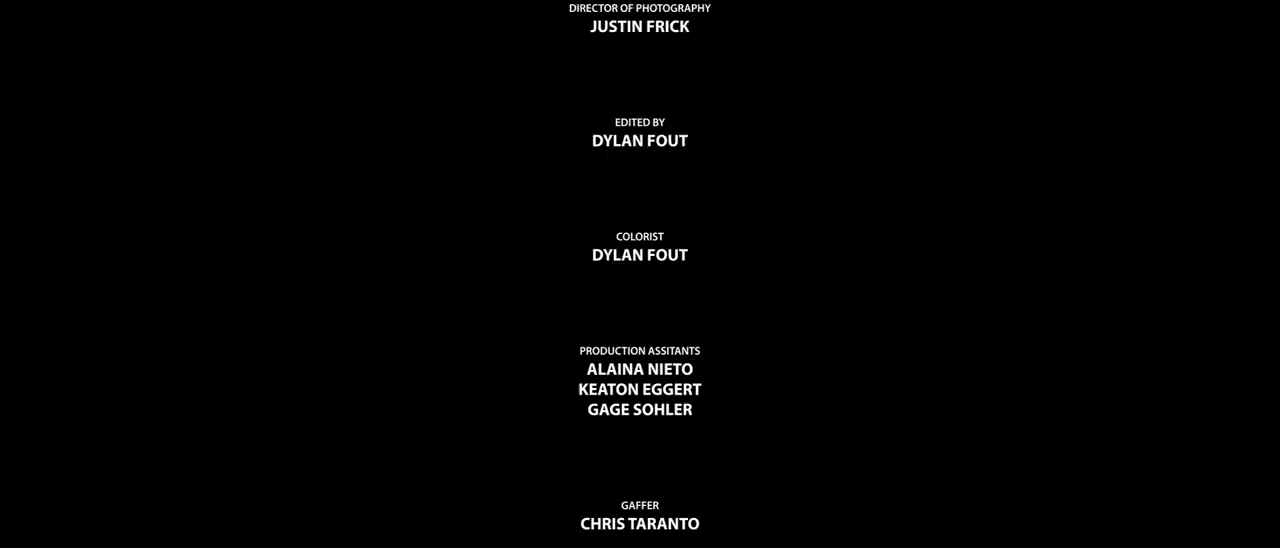 DIRECTOR OF PHOTOGRAPHY
JUSTIN FRICK
EDITED BY
DYLAN FOUT
COLORIST
DYLAN FOUT
PRODUCTION ASSITANTS
ALAINA NIETO
KEATON EGGERT
GAGE SOHLER
GAFFER
CHRIS TARANTO